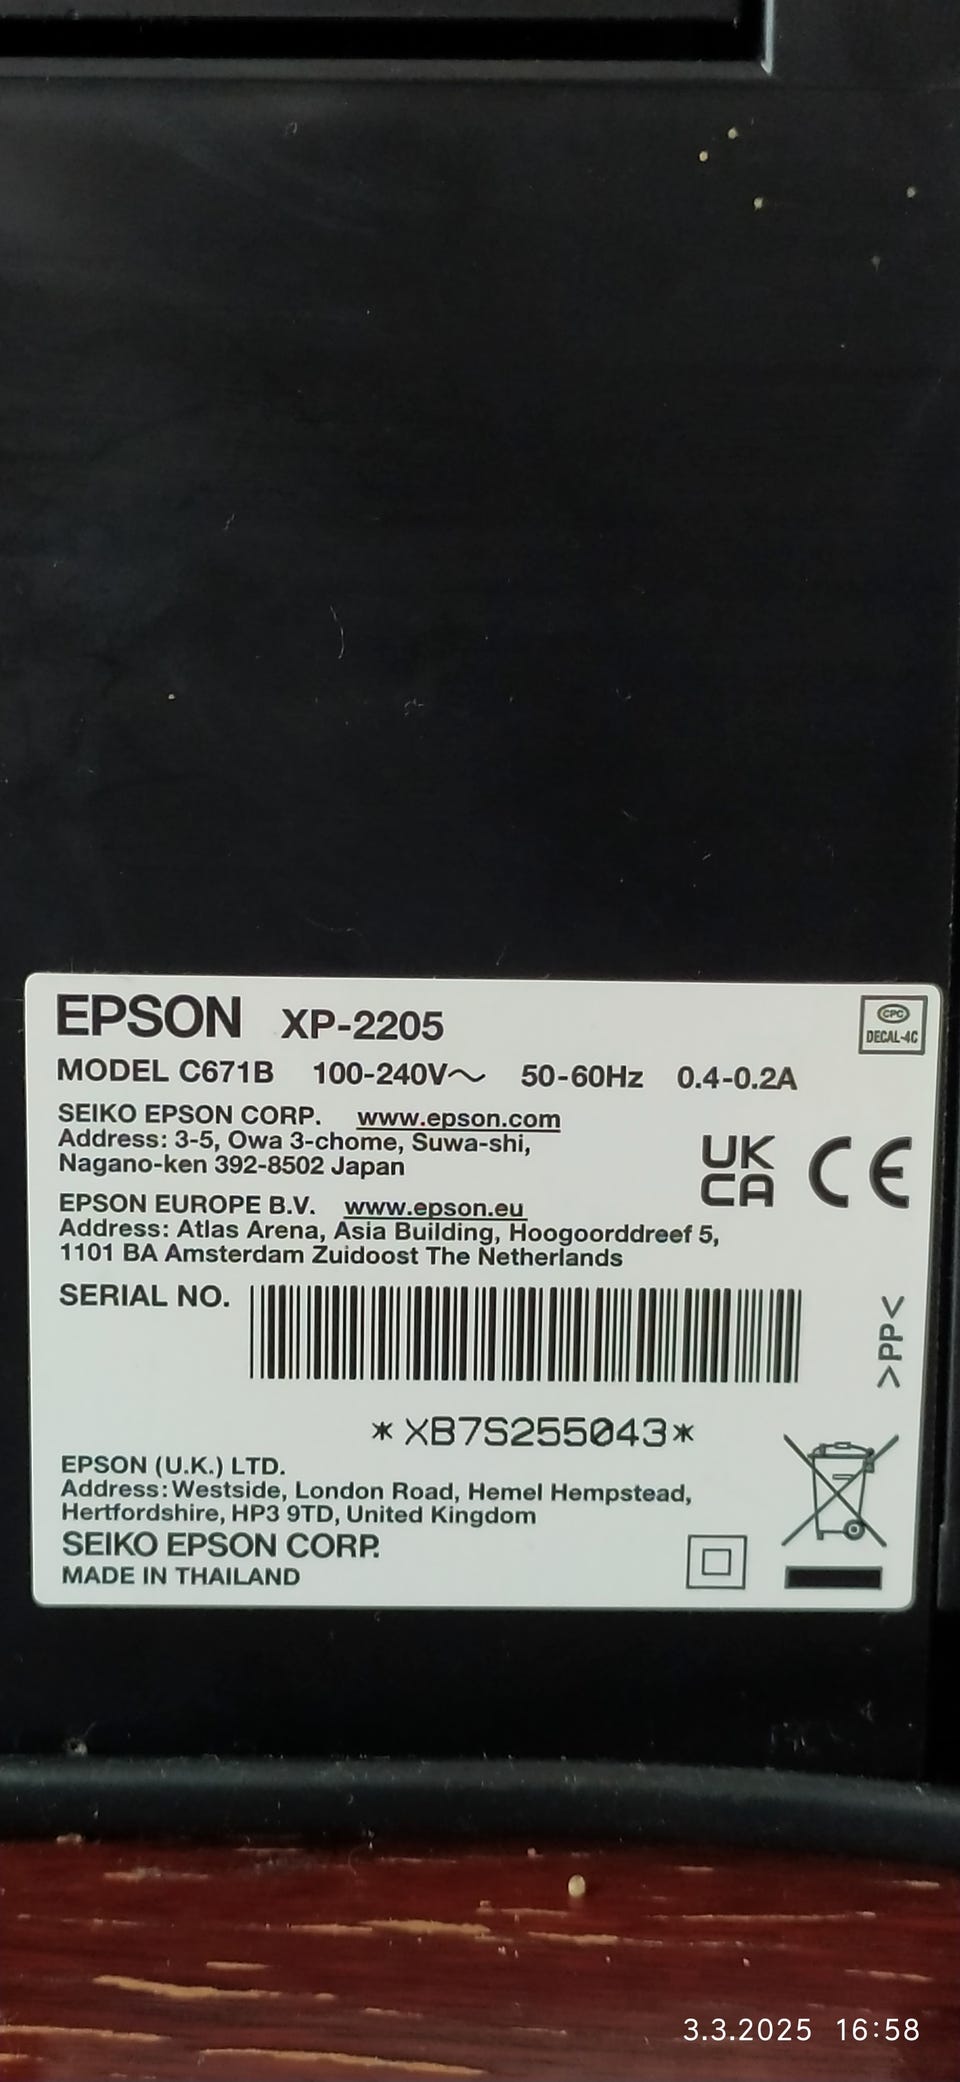 EPSON XP-2205
CPC
DECAL-4C
MODEL C671B 100-240V～ 50-60Hz 0.4-0.2A
SEIKO EPSON CORP. www.epson.com
Address: 3-5, Owa 3-chome, Suwa-shi,
Nagano-ken 392-8502 Japan
UK
CA
CE
EPSON EUROPE B.V. www.epson.eu
Address: Atlas Arena, Asia Building, Hoogoorddreef 5,
1101 BA Amsterdam Zuidoost The Netherlands
SERIAL NO.
>PP<
*XB7S255043*
EPSON (U.K.) LTD.
Address: Westside, London Road, Hemel Hempstead,
Hertfordshire, HP3 9TD, United Kingdom
SEIKO EPSON CORP.
MADE IN THAILAND
3.3.2025 16:58